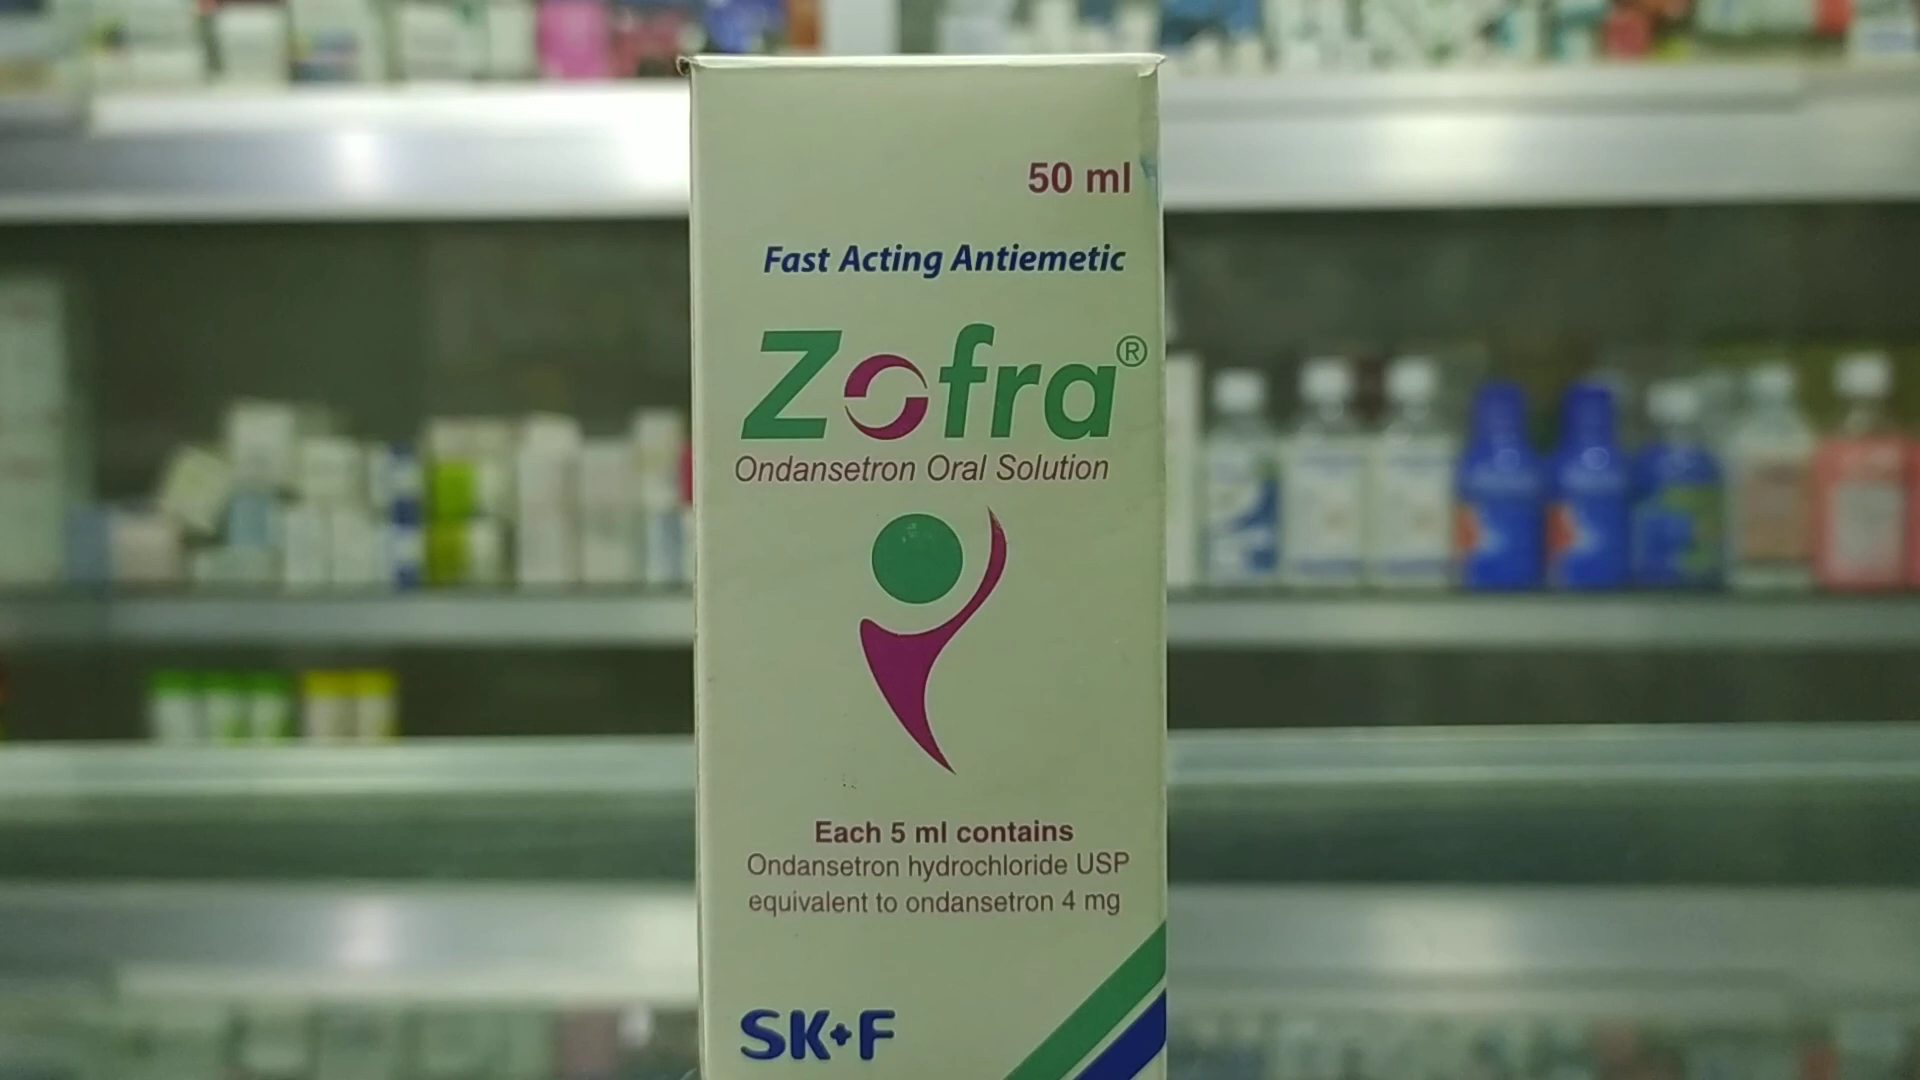 50 ml
Fast Acting Antiemetic
Zofra®
Ondansetron Oral Solution
Each 5 ml contains
Ondansetron hydrochloride USP
equivalent to ondansetron 4 mg
SK+F